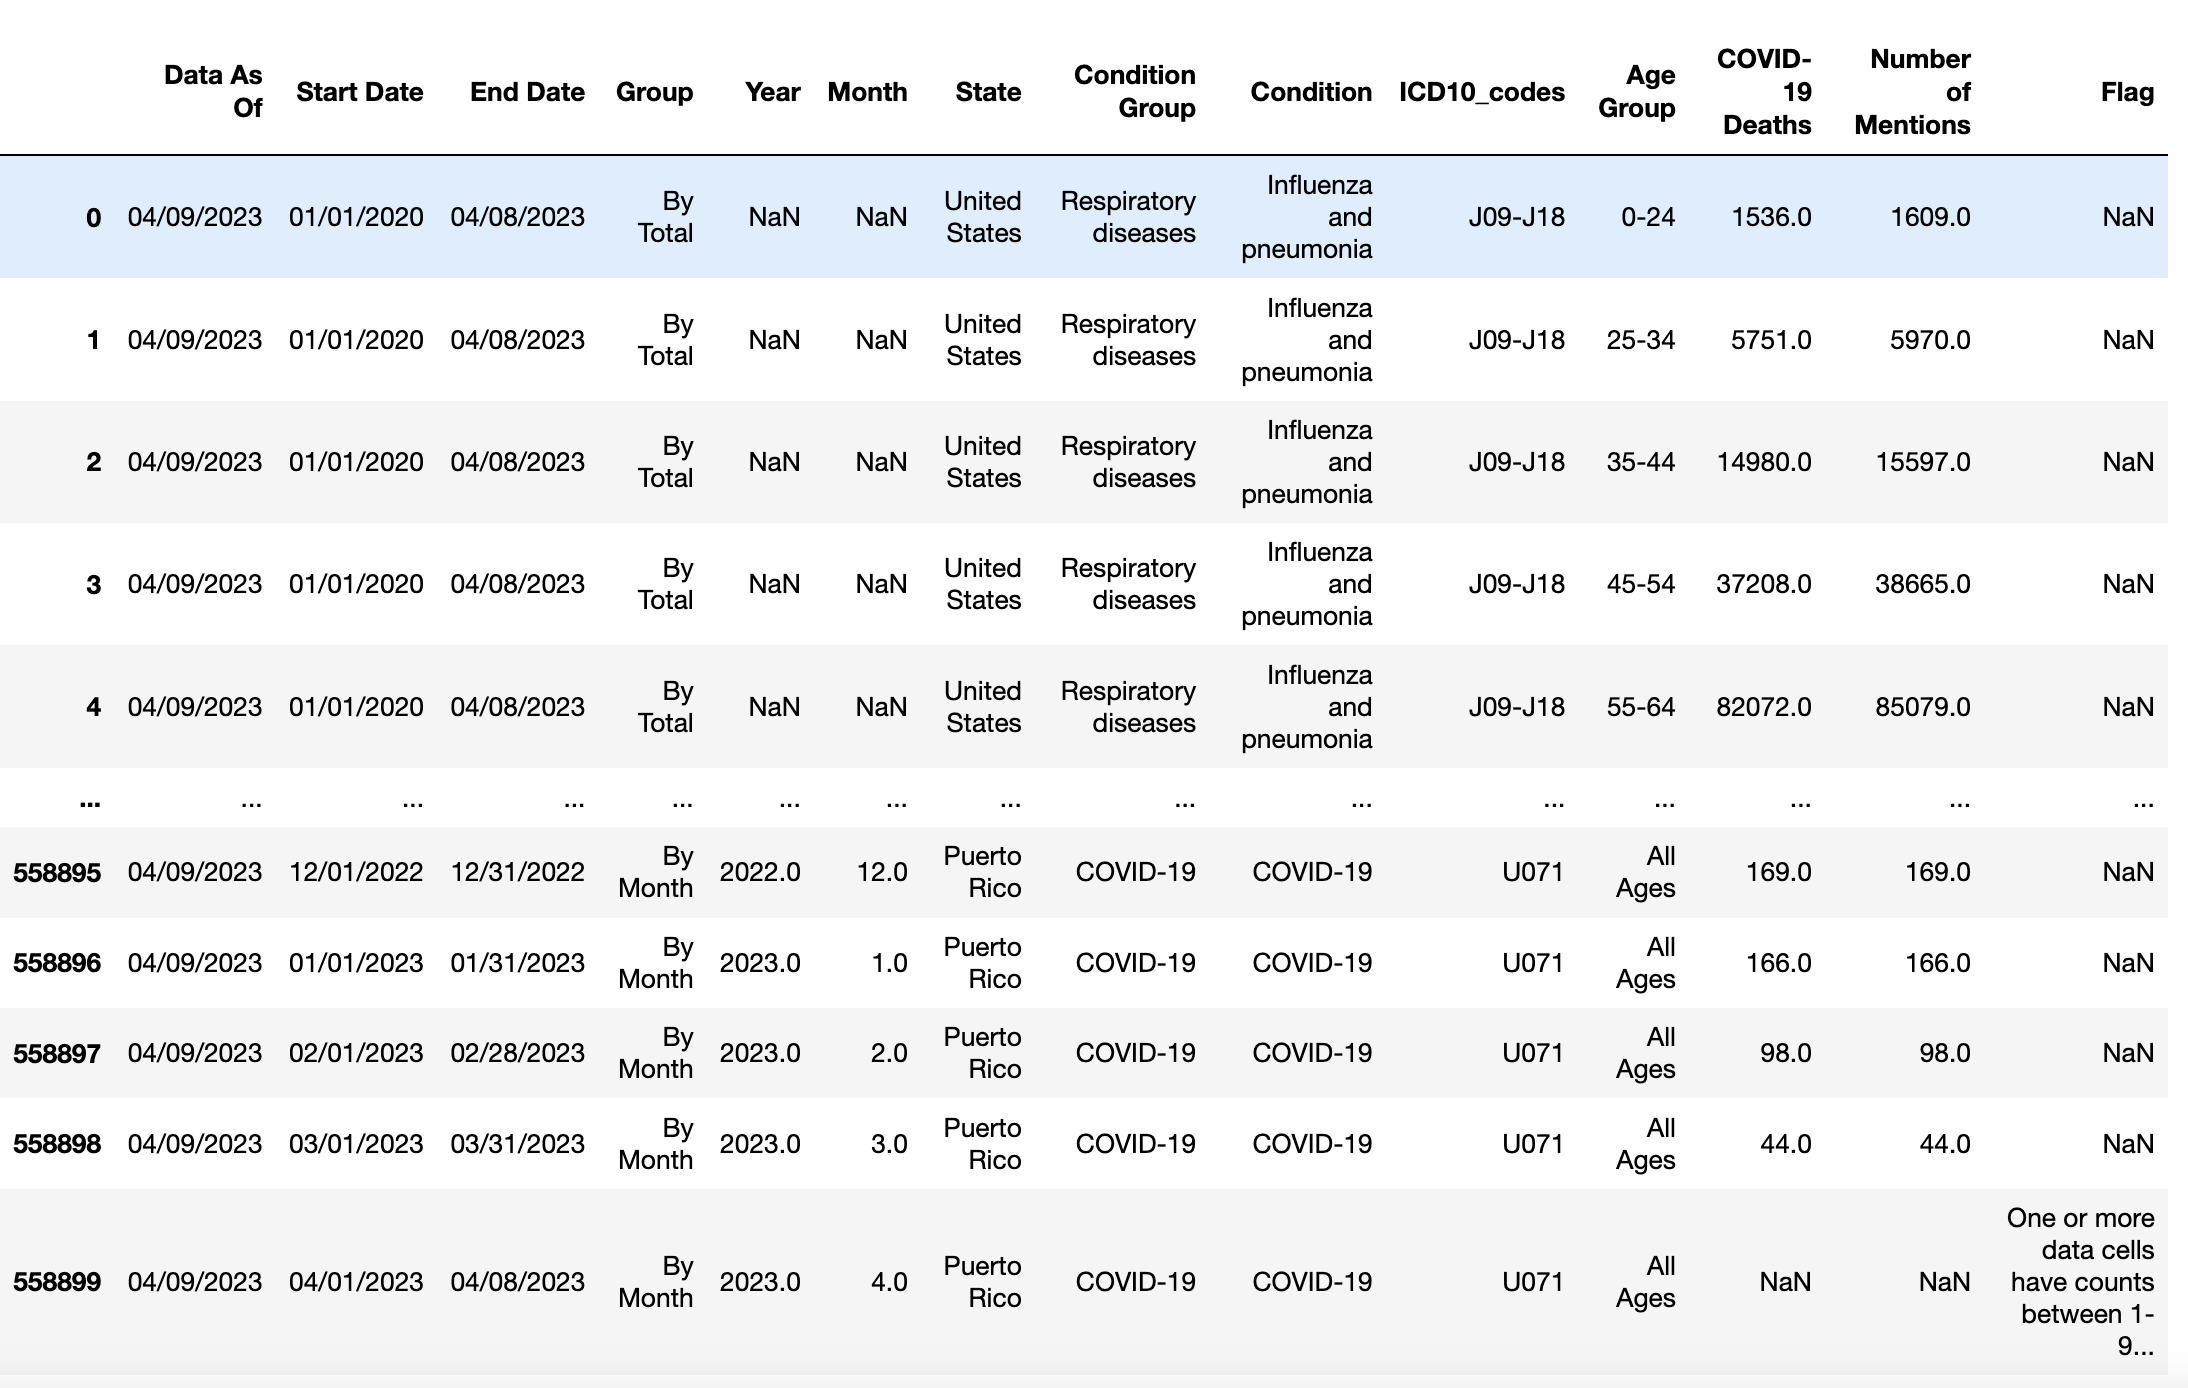 Data As Of Start Date End Date Group Year Month State Condition Group Condition ICD10_codes Age Group COVID-19 Deaths Number of Mentions Flag
0 04/09/2023 01/01/2020 04/08/2023 By Total NaN NaN United States Respiratory diseases Influenza and pneumonia J09-J18 0-24 1536.0 1609.0 NaN
1 04/09/2023 01/01/2020 04/08/2023 By Total NaN NaN United States Respiratory diseases Influenza and pneumonia J09-J18 25-34 5751.0 5970.0 NaN
2 04/09/2023 01/01/2020 04/08/2023 By Total NaN NaN United States Respiratory diseases Influenza and pneumonia J09-J18 35-44 14980.0 15597.0 NaN
3 04/09/2023 01/01/2020 04/08/2023 By Total NaN NaN United States Respiratory diseases Influenza and pneumonia J09-J18 45-54 37208.0 38665.0 NaN
4 04/09/2023 01/01/2020 04/08/2023 By Total NaN NaN United States Respiratory diseases Influenza and pneumonia J09-J18 55-64 82072.0 85079.0 NaN
... ... ... ... ... ... ... ... ... ... ... ... ... ... ...
558895 04/09/2023 12/01/2022 12/31/2022 By Month 2022.0 12.0 Puerto Rico COVID-19 COVID-19 U071 All Ages 169.0 169.0 NaN
558896 04/09/2023 01/01/2023 01/31/2023 By Month 2023.0 1.0 Puerto Rico COVID-19 COVID-19 U071 All Ages 166.0 166.0 NaN
558897 04/09/2023 02/01/2023 02/28/2023 By Month 2023.0 2.0 Puerto Rico COVID-19 COVID-19 U071 All Ages 98.0 98.0 NaN
558898 04/09/2023 03/01/2023 03/31/2023 By Month 2023.0 3.0 Puerto Rico COVID-19 COVID-19 U071 All Ages 44.0 44.0 NaN
558899 04/09/2023 04/01/2023 04/08/2023 By Month 2023.0 4.0 Puerto Rico COVID-19 COVID-19 U071 All Ages NaN NaN One or more data cells have counts between 1-9...